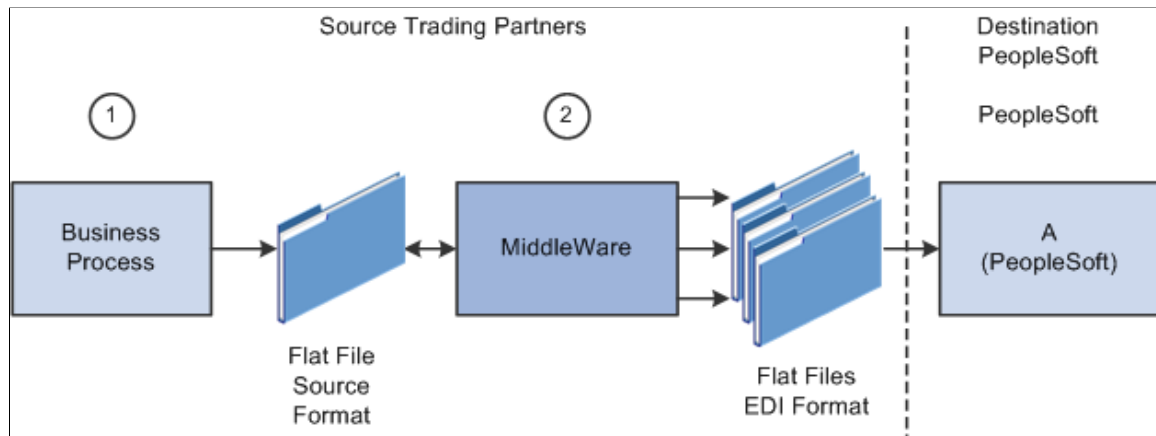 Source Trading Partners
Destination
PeopleSoft
PeopleSoft
1
2
Business
Process
MiddleWare
A
(PeopleSoft)
Flat File
Source
Format
Flat Files
EDI Format